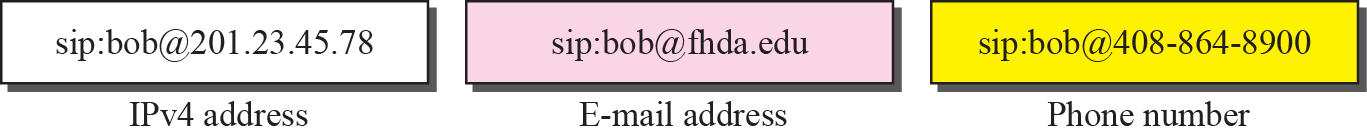 sip:bob@201.23.45.78
IPv4 address
sip:bob@fhda.edu
E-mail address
sip:bob@408-864-8900
Phone number